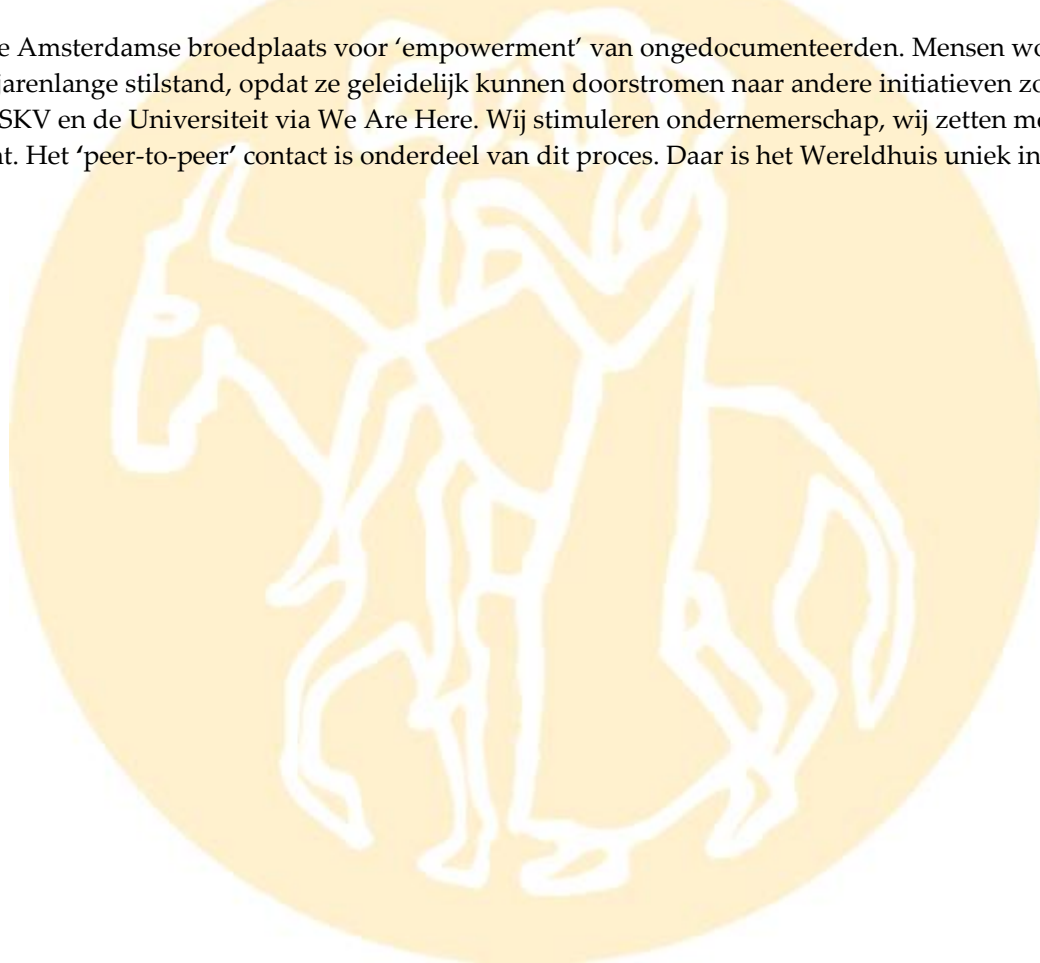 e Amsterdamse broedplaats voor ‘empowerment’ van ongedocumenteerden. Mensen wo
jarenlange stilstand, opdat ze geleidelijk kunnen doorstromen naar andere initiatieven zo
SKV en de Universiteit via We Are Here. Wij stimuleren ondernemerschap, wij zetten me
nt. Het ‘peer-to-peer’ contact is onderdeel van dit proces. Daar is het Wereldhuis uniek in